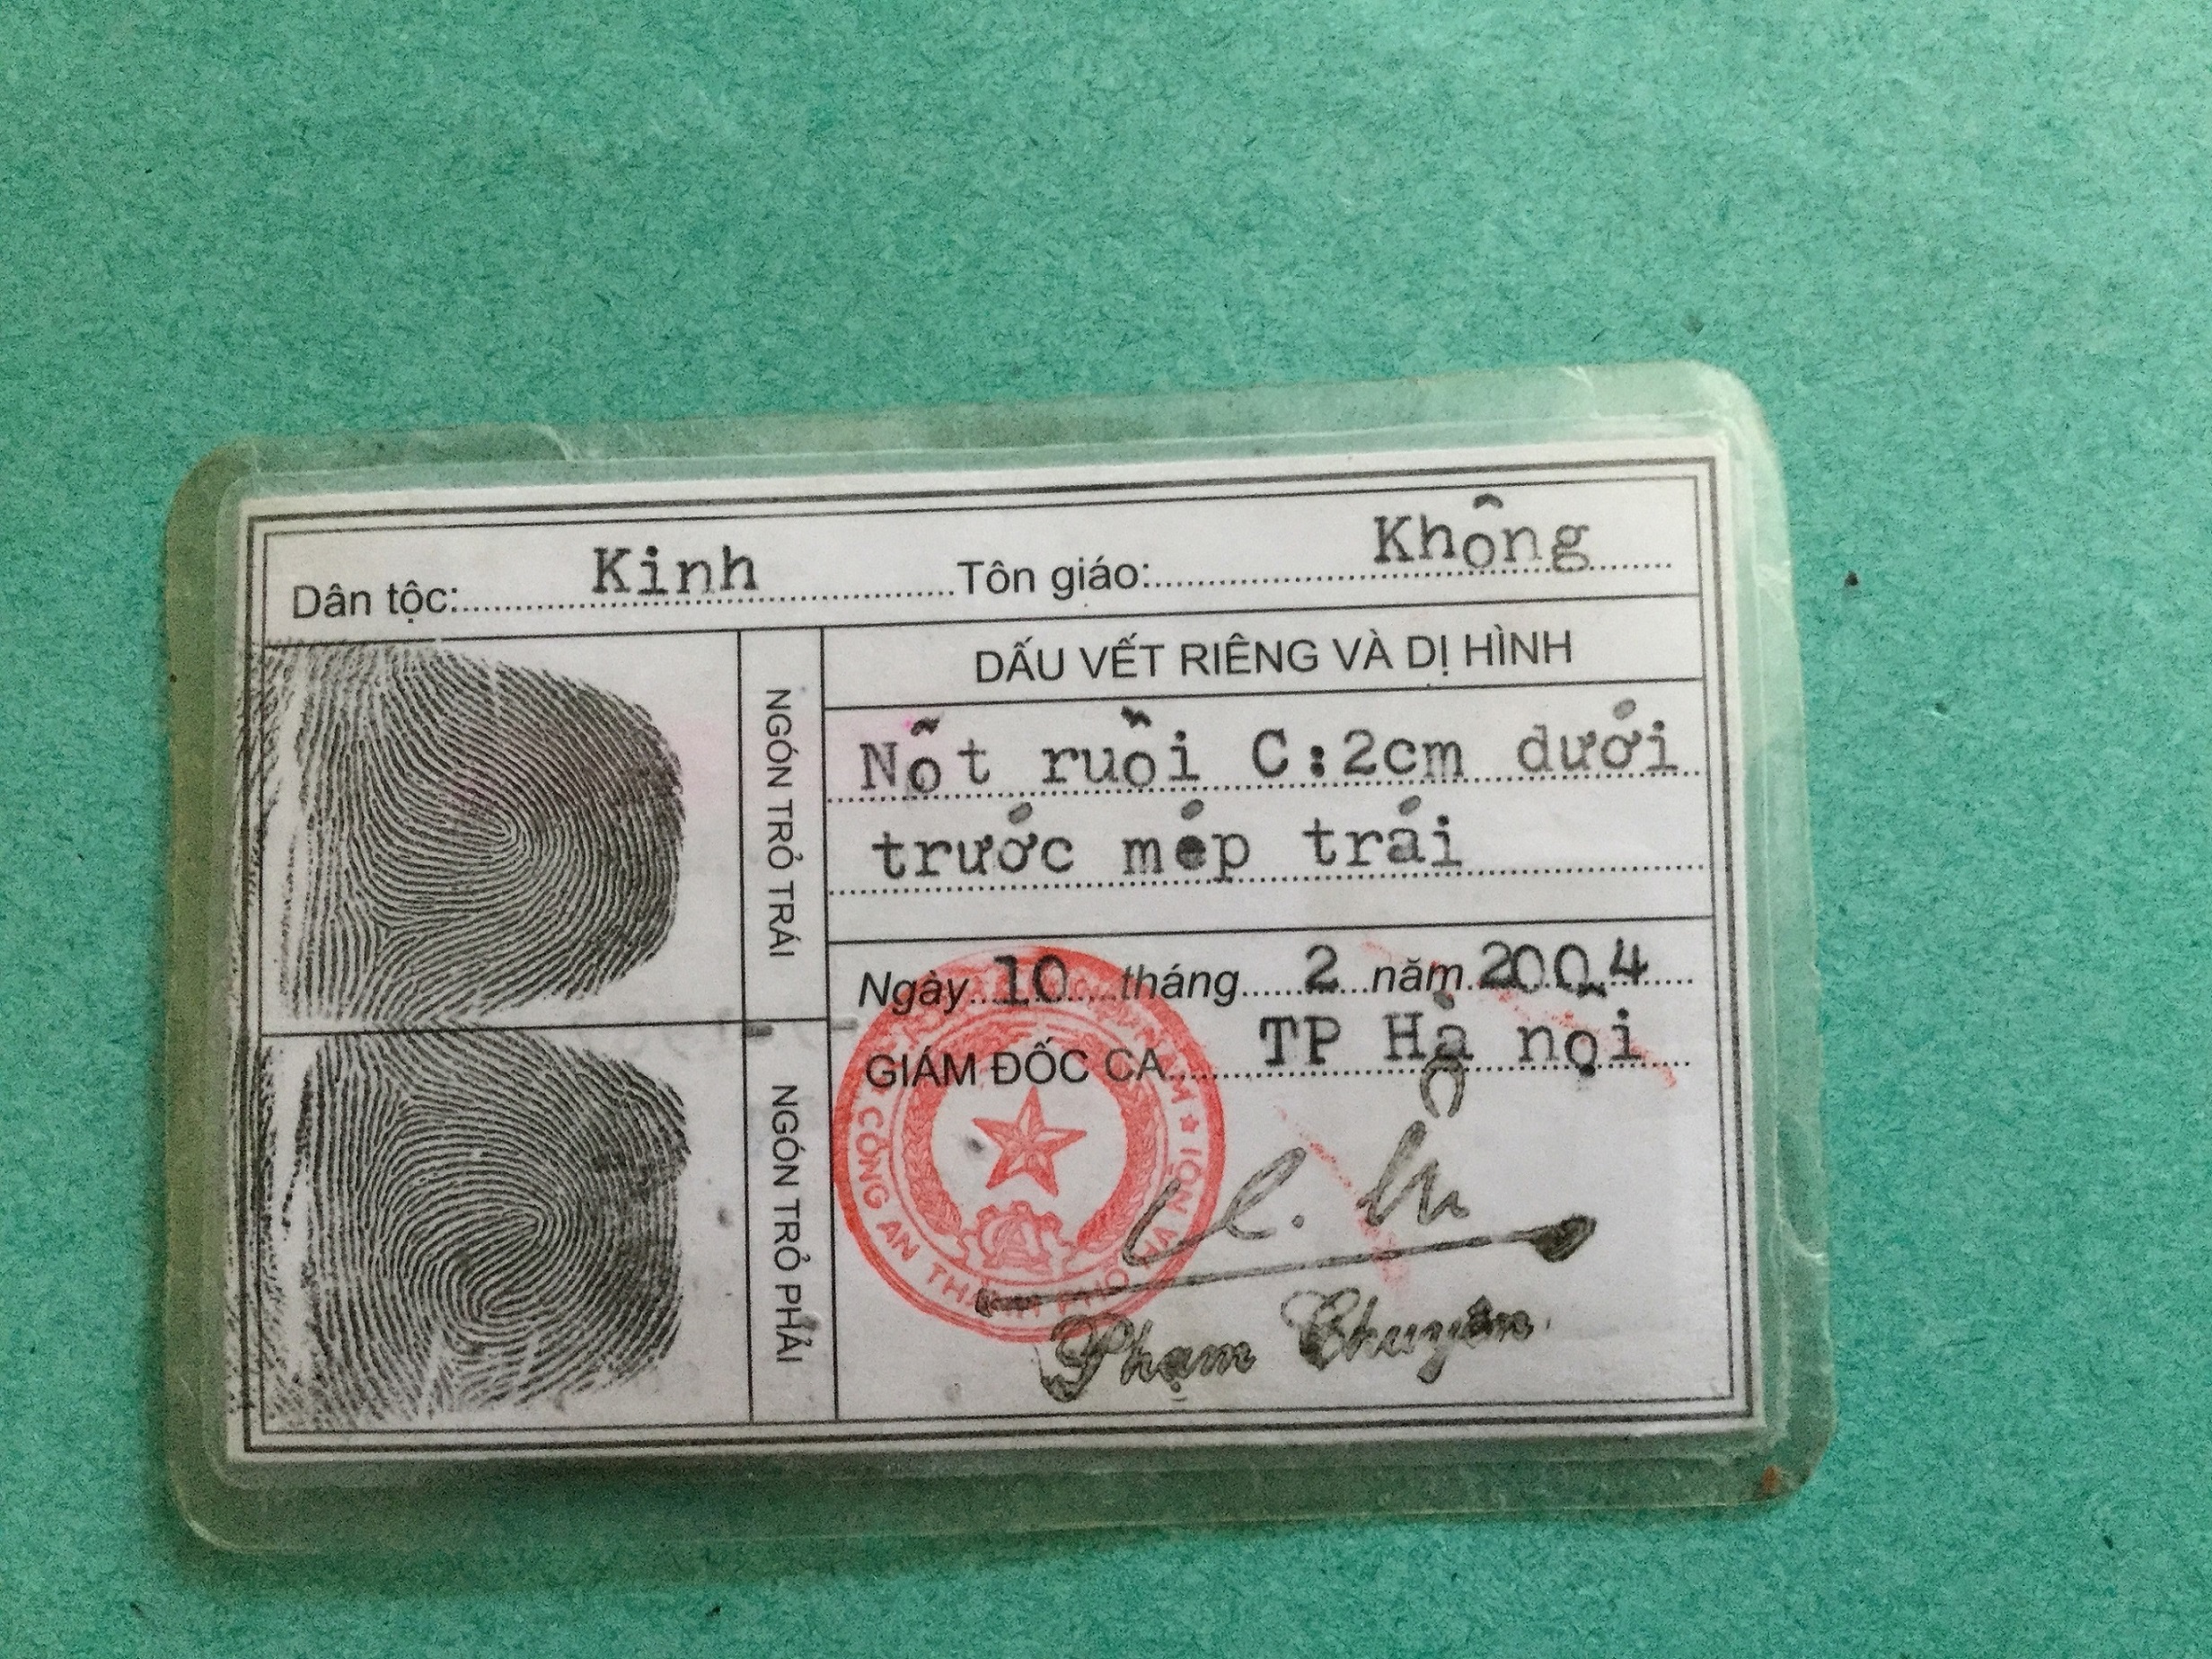 Dân tộc: Kinh Tôn giáo: Không
NGÓN TRỎ TRÁI
DẤU VẾT RIÊNG VÀ DỊ HÌNH
Nốt ruồi C:2cm dưới
trước mép trái
NGÓN TRỎ PHẢI
Ngày 10 tháng 2 năm 2004
GIÁM ĐỐC CA TP Hà nội
CÔNG AN THÀNH PHỐ HÀ NỘI
Phạm Chuyên